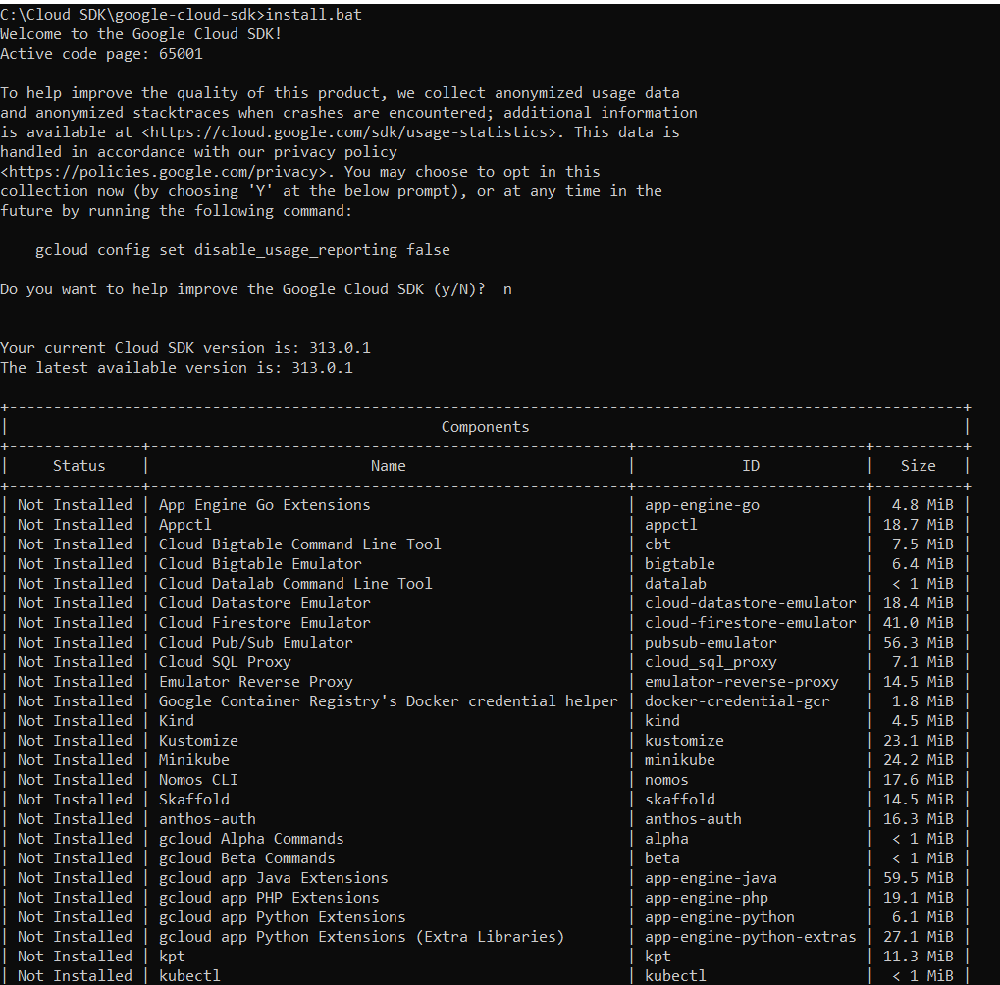 C:\Cloud SDK\google-cloud-sdk>install.bat
Welcome to the Google Cloud SDK!
Active code page: 65001
To help improve the quality of this product, we collect anonymized usage data
and anonymized stacktraces when crashes are encountered; additional information
is available at <https://cloud.google.com/sdk/usage-statistics>. This data is
handled in accordance with our privacy policy
<https://policies.google.com/privacy>. You may choose to opt in this
collection now (by choosing 'Y' at the below prompt), or at any time in the
future by running the following command:
gcloud config set disable_usage_reporting false
Do you want to help improve the Google Cloud SDK (y/N)?  n
Your current Cloud SDK version is: 313.0.1
The latest available version is: 313.0.1
Components
Status | Name | ID | Size
Not Installed | App Engine Go Extensions | app-engine-go | 4.8 MiB
Not Installed | Appctl | appctl | 18.7 MiB
Not Installed | Cloud Bigtable Command Line Tool | cbt | 7.5 MiB
Not Installed | Cloud Bigtable Emulator | bigtable | 6.4 MiB
Not Installed | Cloud Datalab Command Line Tool | datalab | < 1 MiB
Not Installed | Cloud Datastore Emulator | cloud-datastore-emulator | 18.4 MiB
Not Installed | Cloud Firestore Emulator | cloud-firestore-emulator | 41.0 MiB
Not Installed | Cloud Pub/Sub Emulator | pubsub-emulator | 56.3 MiB
Not Installed | Cloud SQL Proxy | cloud_sql_proxy | 7.1 MiB
Not Installed | Emulator Reverse Proxy | emulator-reverse-proxy | 14.5 MiB
Not Installed | Google Container Registry's Docker credential helper | docker-credential-gcr | 1.8 MiB
Not Installed | Kind | kind | 4.5 MiB
Not Installed | Kustomize | kustomize | 23.1 MiB
Not Installed | Minikube | minikube | 24.2 MiB
Not Installed | Nomos CLI | nomos | 17.6 MiB
Not Installed | Skaffold | skaffold | 14.5 MiB
Not Installed | anthos-auth | anthos-auth | 16.3 MiB
Not Installed | gcloud Alpha Commands | alpha | < 1 MiB
Not Installed | gcloud Beta Commands | beta | < 1 MiB
Not Installed | gcloud app Java Extensions | app-engine-java | 59.5 MiB
Not Installed | gcloud app PHP Extensions | app-engine-php | 19.1 MiB
Not Installed | gcloud app Python Extensions | app-engine-python | 6.1 MiB
Not Installed | gcloud app Python Extensions (Extra Libraries) | app-engine-python-extras | 27.1 MiB
Not Installed | kpt | kpt | 11.3 MiB
Not Installed | kubectl | kubectl | < 1 MiB